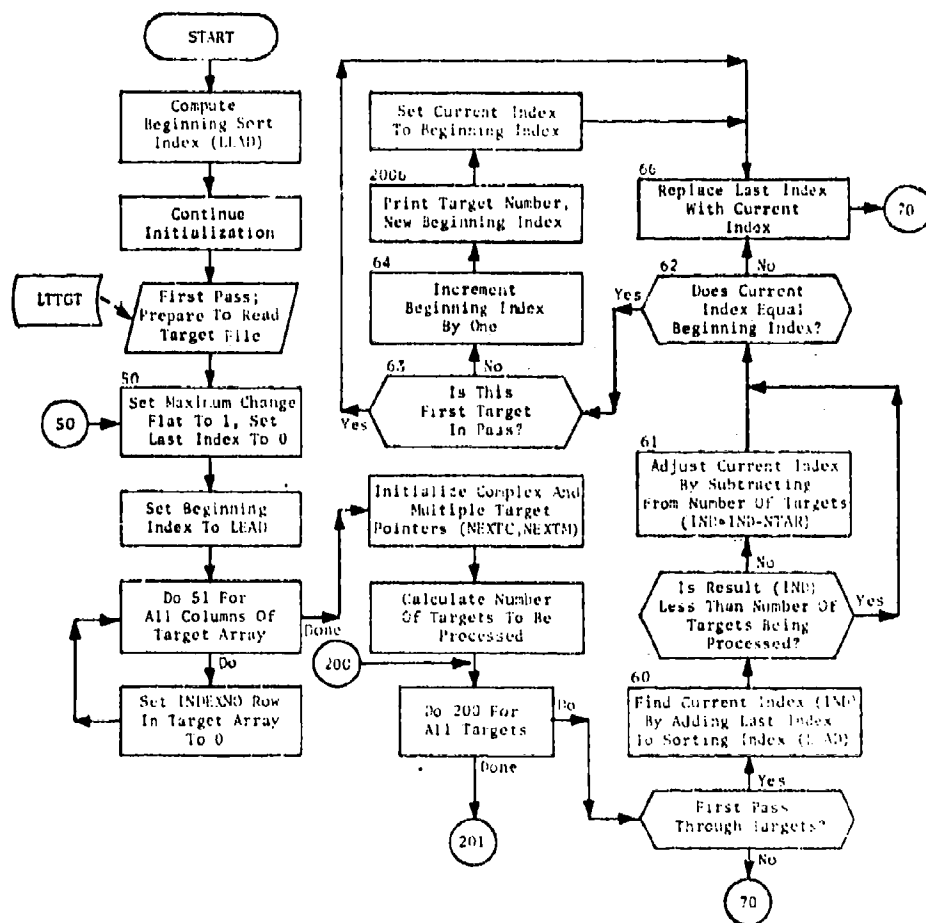 START
Compute
Beginning Sort
Index (LEAD)
Continue
Initialization
LTTGT
First Pass;
Prepare To Read
Target File
50
50
Set Maximum Change
Flat To 1, Set
Last Index To 0
Set Beginning
Index To LEAD
Do 51 For
All Columns Of
Target Array
Done
Do
Set INDEXNO Row
In Target Array
To 0
Set Current Index
To Beginning Index
2006
Print Target Number,
New Beginning Index
64
Increment
Beginning Index
By One
No
63
Is This
First Target
In Pass?
Yes
Initialize Complex And
Multiple Target
Pointers (NEXTC,NEXTM)
Calculate Number
Of Targets To Be
Processed
200
Do 200 For
All Targets
Do
Done
201
66
Replace Last Index
With Current
Index
70
No
62
Does Current
Index Equal
Beginning Index?
Yes
61
Adjust Current Index
By Subtracting
From Number Of Targets
(IND=IND-NTAR)
No
Is Result (IND)
Less Than Number Of
Targets Being
Processed?
Yes
60
Find Current Index (IND)
By Adding Last Index
To Sorting Index (LEAD)
Yes
First Pass
Through Targets?
No
70